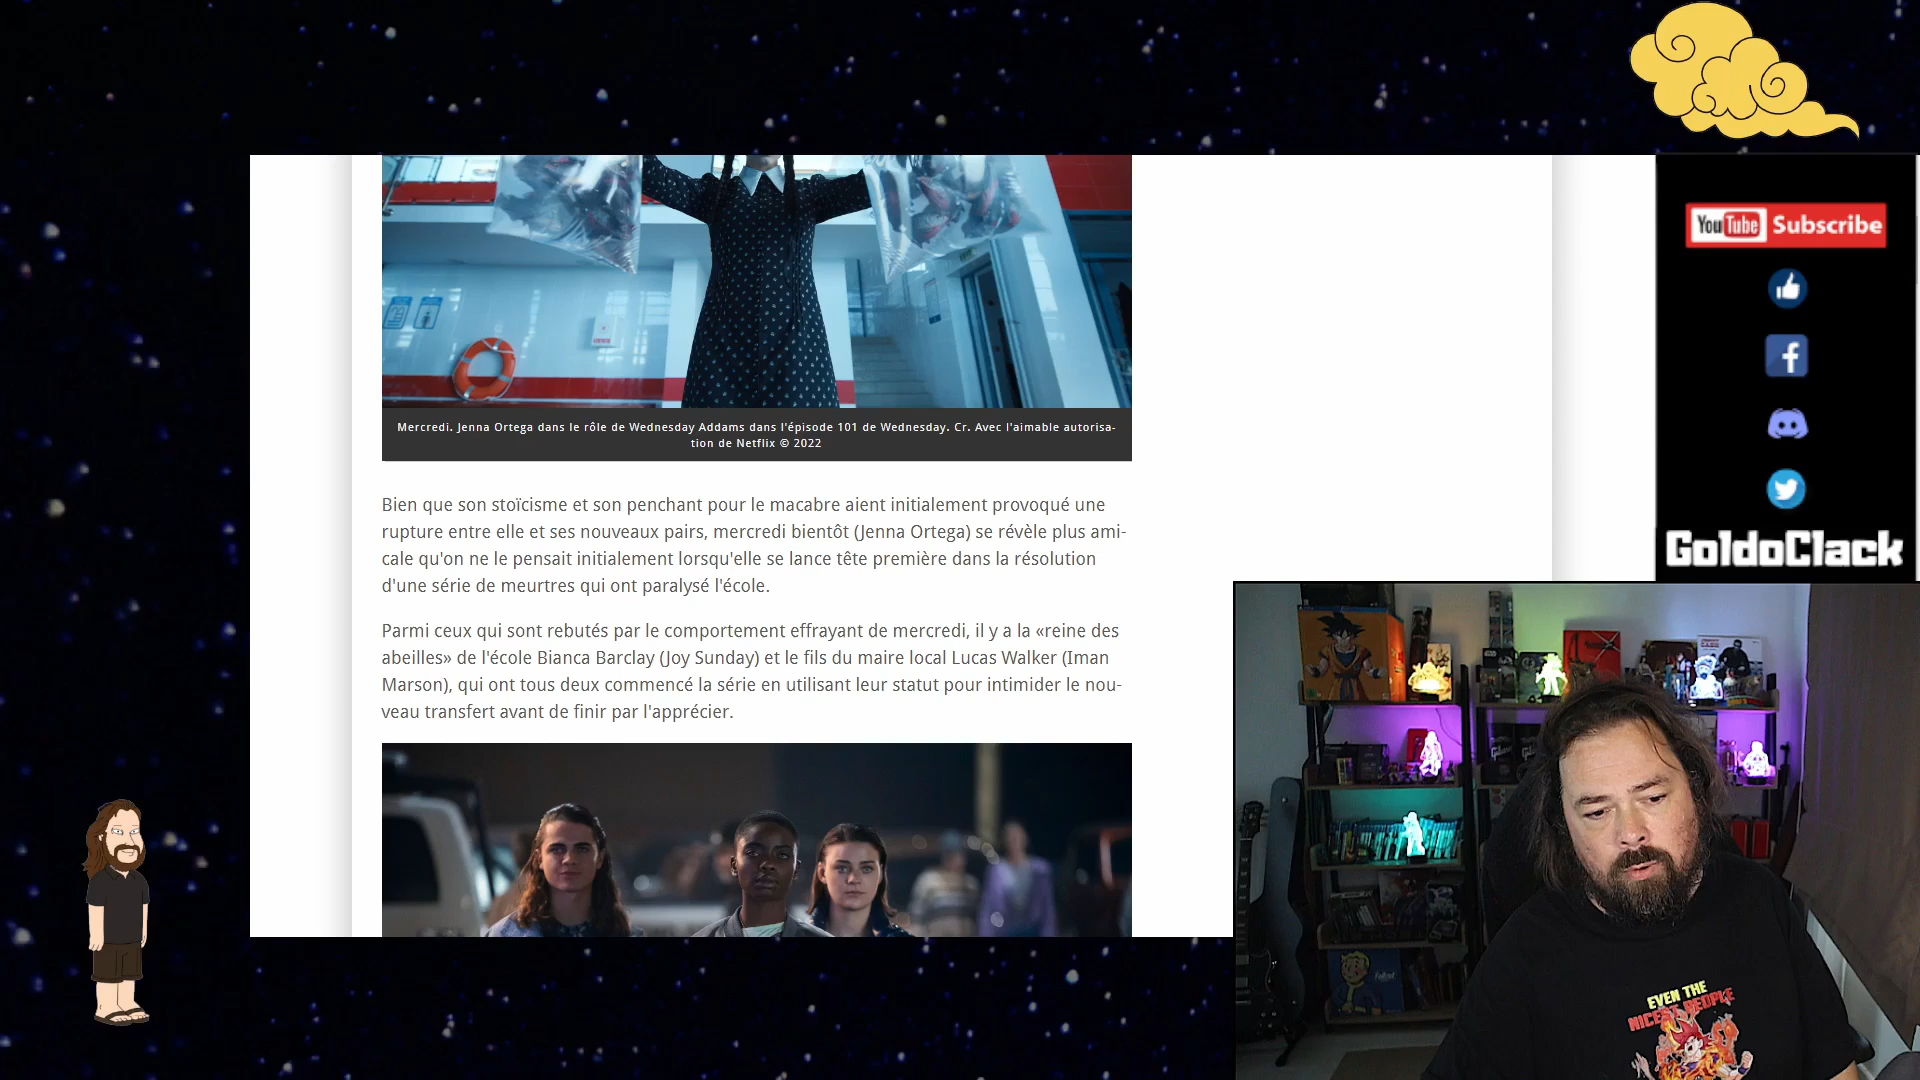 Mercredi. Jenna Ortega dans le rôle de Wednesday Addams dans l'épisode 101 de Wednesday. Cr. Avec l'aimable autorisa-
tion de Netflix © 2022
Bien que son stoïcisme et son penchant pour le macabre aient initialement provoqué une
rupture entre elle et ses nouveaux pairs, mercredi bientôt (Jenna Ortega) se révèle plus ami-
cale qu'on ne le pensait initialement lorsqu'elle se lance tête première dans la résolution
d'une série de meurtres qui ont paralysé l'école.
Parmi ceux qui sont rebutés par le comportement effrayant de mercredi, il y a la «reine des
abeilles» de l'école Bianca Barclay (Joy Sunday) et le fils du maire local Lucas Walker (Iman
Marson), qui ont tous deux commencé la série en utilisant leur statut pour intimider le nou-
veau transfert avant de finir par l'apprécier.
YouTube Subscribe
GoldoClack
EVEN THE
NICEST PEOPLE